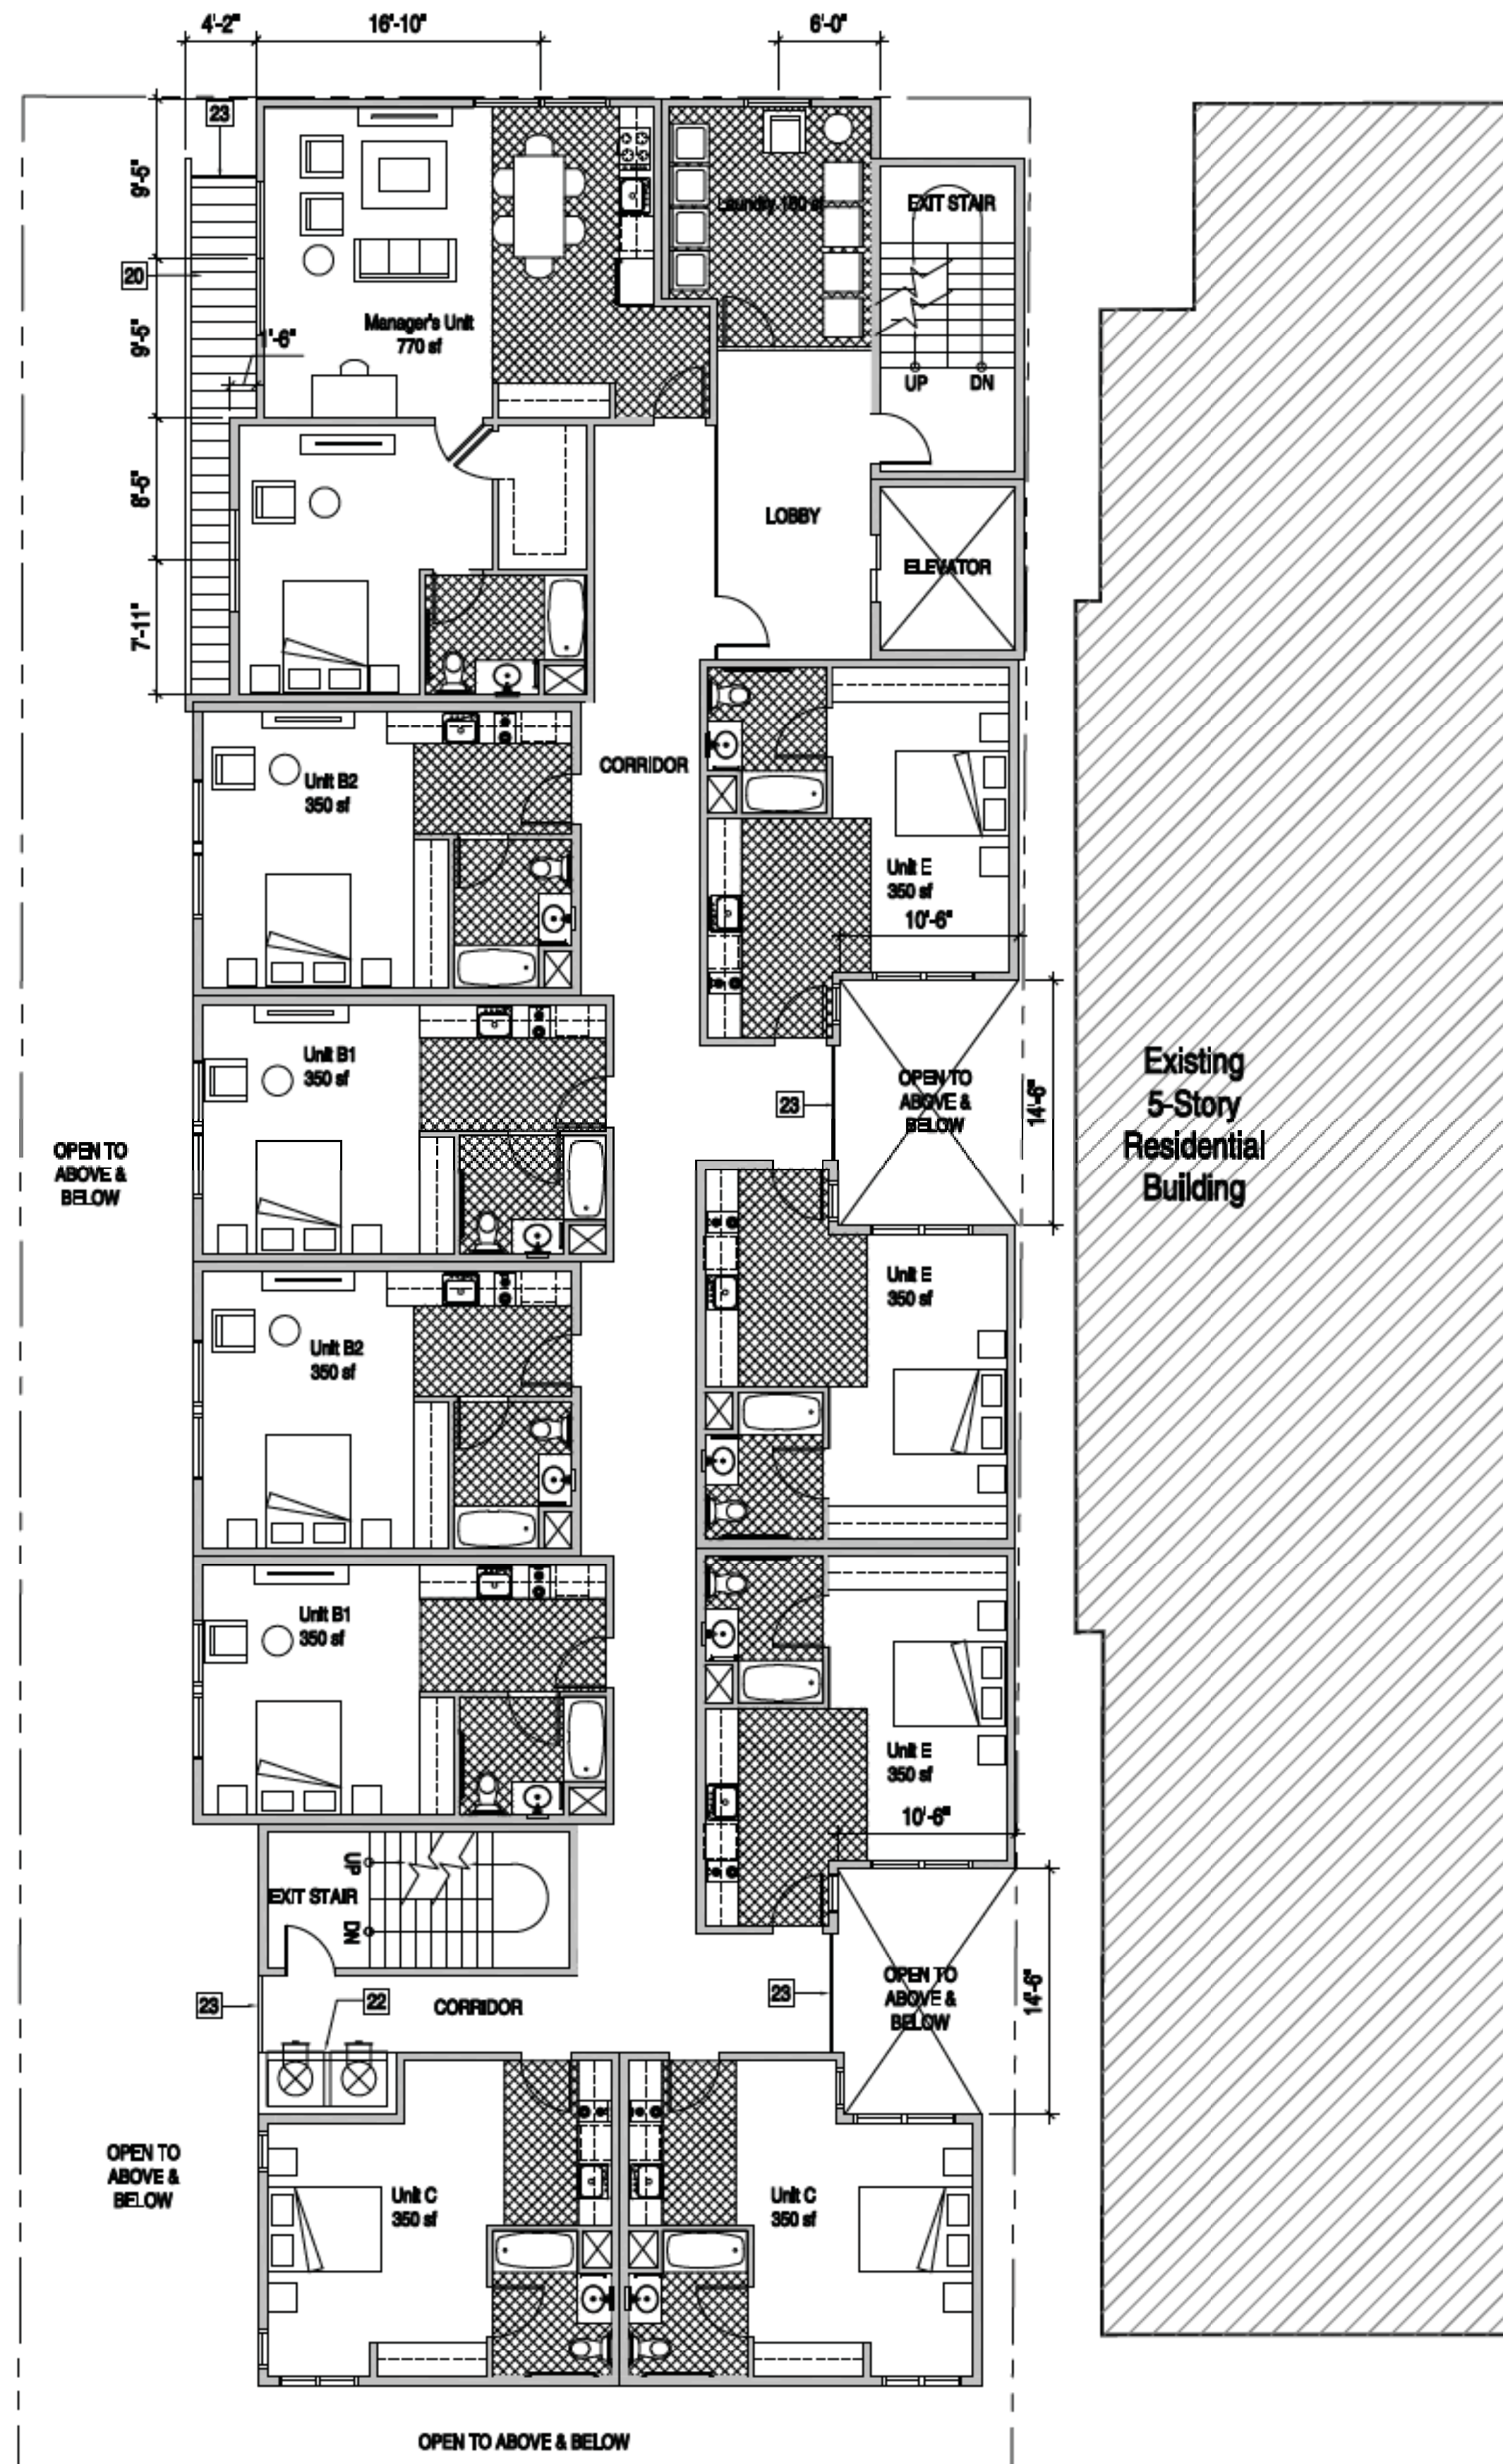 4'-2"
16'-10"
6'-0"
23
9'-5"
20
9'-5"
1'-6"
8'-5"
7'-11"
Manager's Unit
770 sf
Laundry 180 sf
EXIT STAIR
UP
DN
LOBBY
ELEVATOR
CORRIDOR
Unit B2
350 sf
Unit E
350 sf
10'-6"
Unit B1
350 sf
23
OPEN TO
ABOVE &
BELOW
14'-6"
Existing
5-Story
Residential
Building
OPEN TO
ABOVE &
BELOW
Unit E
350 sf
Unit B2
350 sf
Unit B1
350 sf
Unit E
350 sf
10'-6"
UP
EXIT STAIR
DN
23
22
CORRIDOR
23
OPEN TO
ABOVE &
BELOW
14'-6"
OPEN TO
ABOVE &
BELOW
Unit C
350 sf
Unit C
350 sf
OPEN TO ABOVE & BELOW